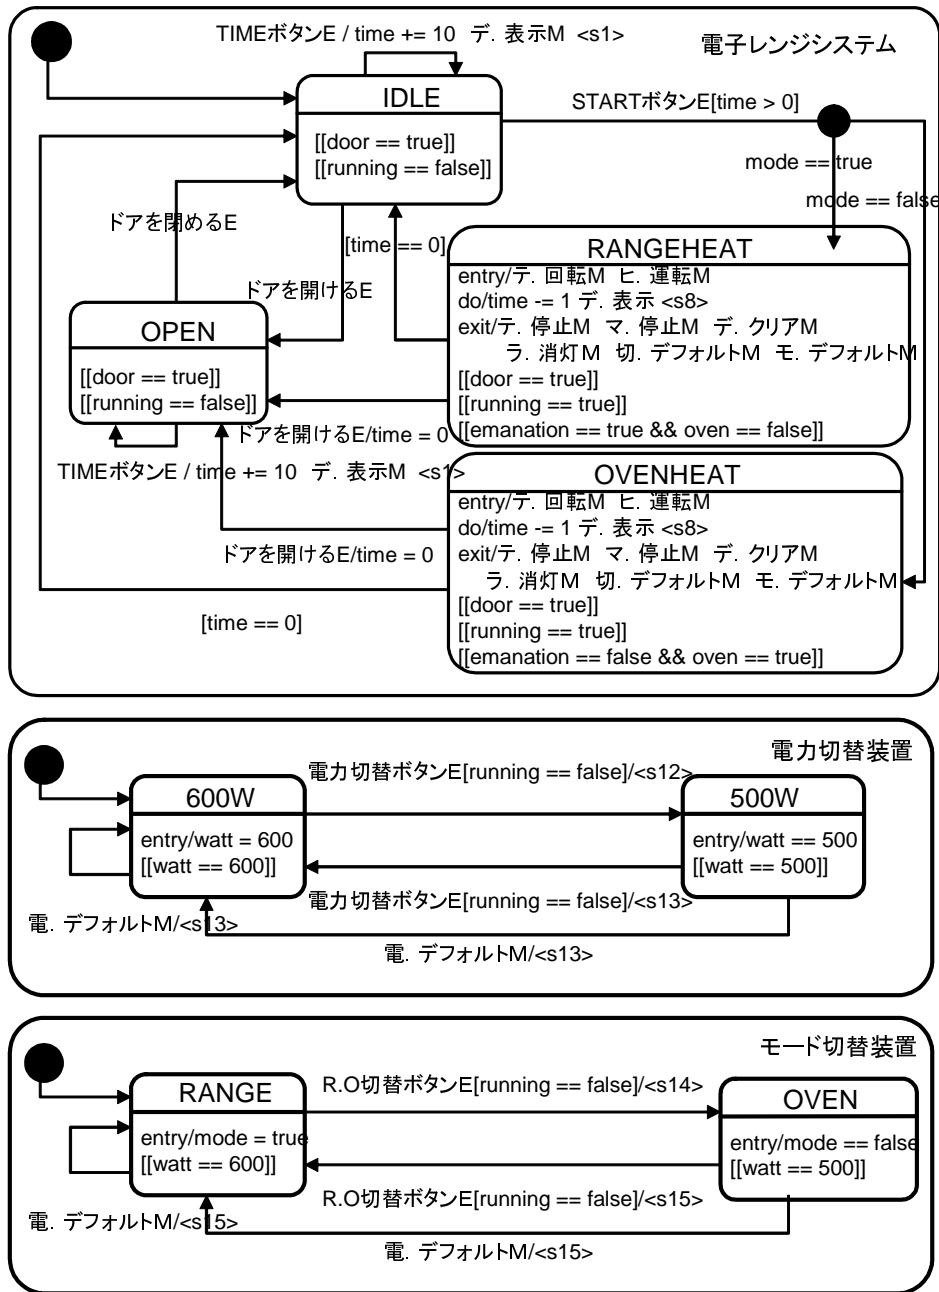 TIMEボタンE / time += 10 デ. 表示M <s1>
電子レンジシステム
IDLE
[[door == true]]
[[running == false]]
STARTボタンE[time > 0]
mode == true
mode == false
ドアを閉めるE
[time == 0]
ドアを開けるE
RANGEHEAT
entry/テ. 回転M ヒ. 運転M
do/time -= 1 デ. 表示 <s8>
exit/テ. 停止M マ. 停止M デ. クリアM
ラ. 消灯M 切. デフォルトM モ. デフォルトM
[[door == true]]
[[running == true]]
[[emanation == true && oven == false]]
OPEN
[[door == true]]
[[running == false]]
ドアを開けるE/time = 0
TIMEボタンE / time += 10 デ. 表示M <s1>
OVENHEAT
entry/テ. 回転M ヒ. 運転M
do/time -= 1 デ. 表示 <s8>
exit/テ. 停止M マ. 停止M デ. クリアM
ラ. 消灯M 切. デフォルトM モ. デフォルトM
[[door == true]]
[[running == true]]
[[emanation == false && oven == true]]
ドアを開けるE/time = 0
[time == 0]
電力切替装置
600W
entry/watt = 600
[[watt == 600]]
電力切替ボタンE[running == false]/<s12>
500W
entry/watt == 500
[[watt == 500]]
電力切替ボタンE[running == false]/<s13>
電. デフォルトM/<s13>
電. デフォルトM/<s13>
モード切替装置
RANGE
entry/mode = true
[[watt == 600]]
R.O切替ボタンE[running == false]/<s14>
OVEN
entry/mode == false
[[watt == 500]]
R.O切替ボタンE[running == false]/<s15>
電. デフォルトM/<s15>
電. デフォルトM/<s15>